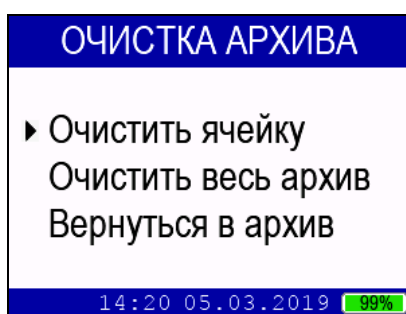 ОЧИСТКА АРХИВА
Очистить ячейку
Очистить весь архив
Вернуться в архив
14:20 05.03.2019 99%